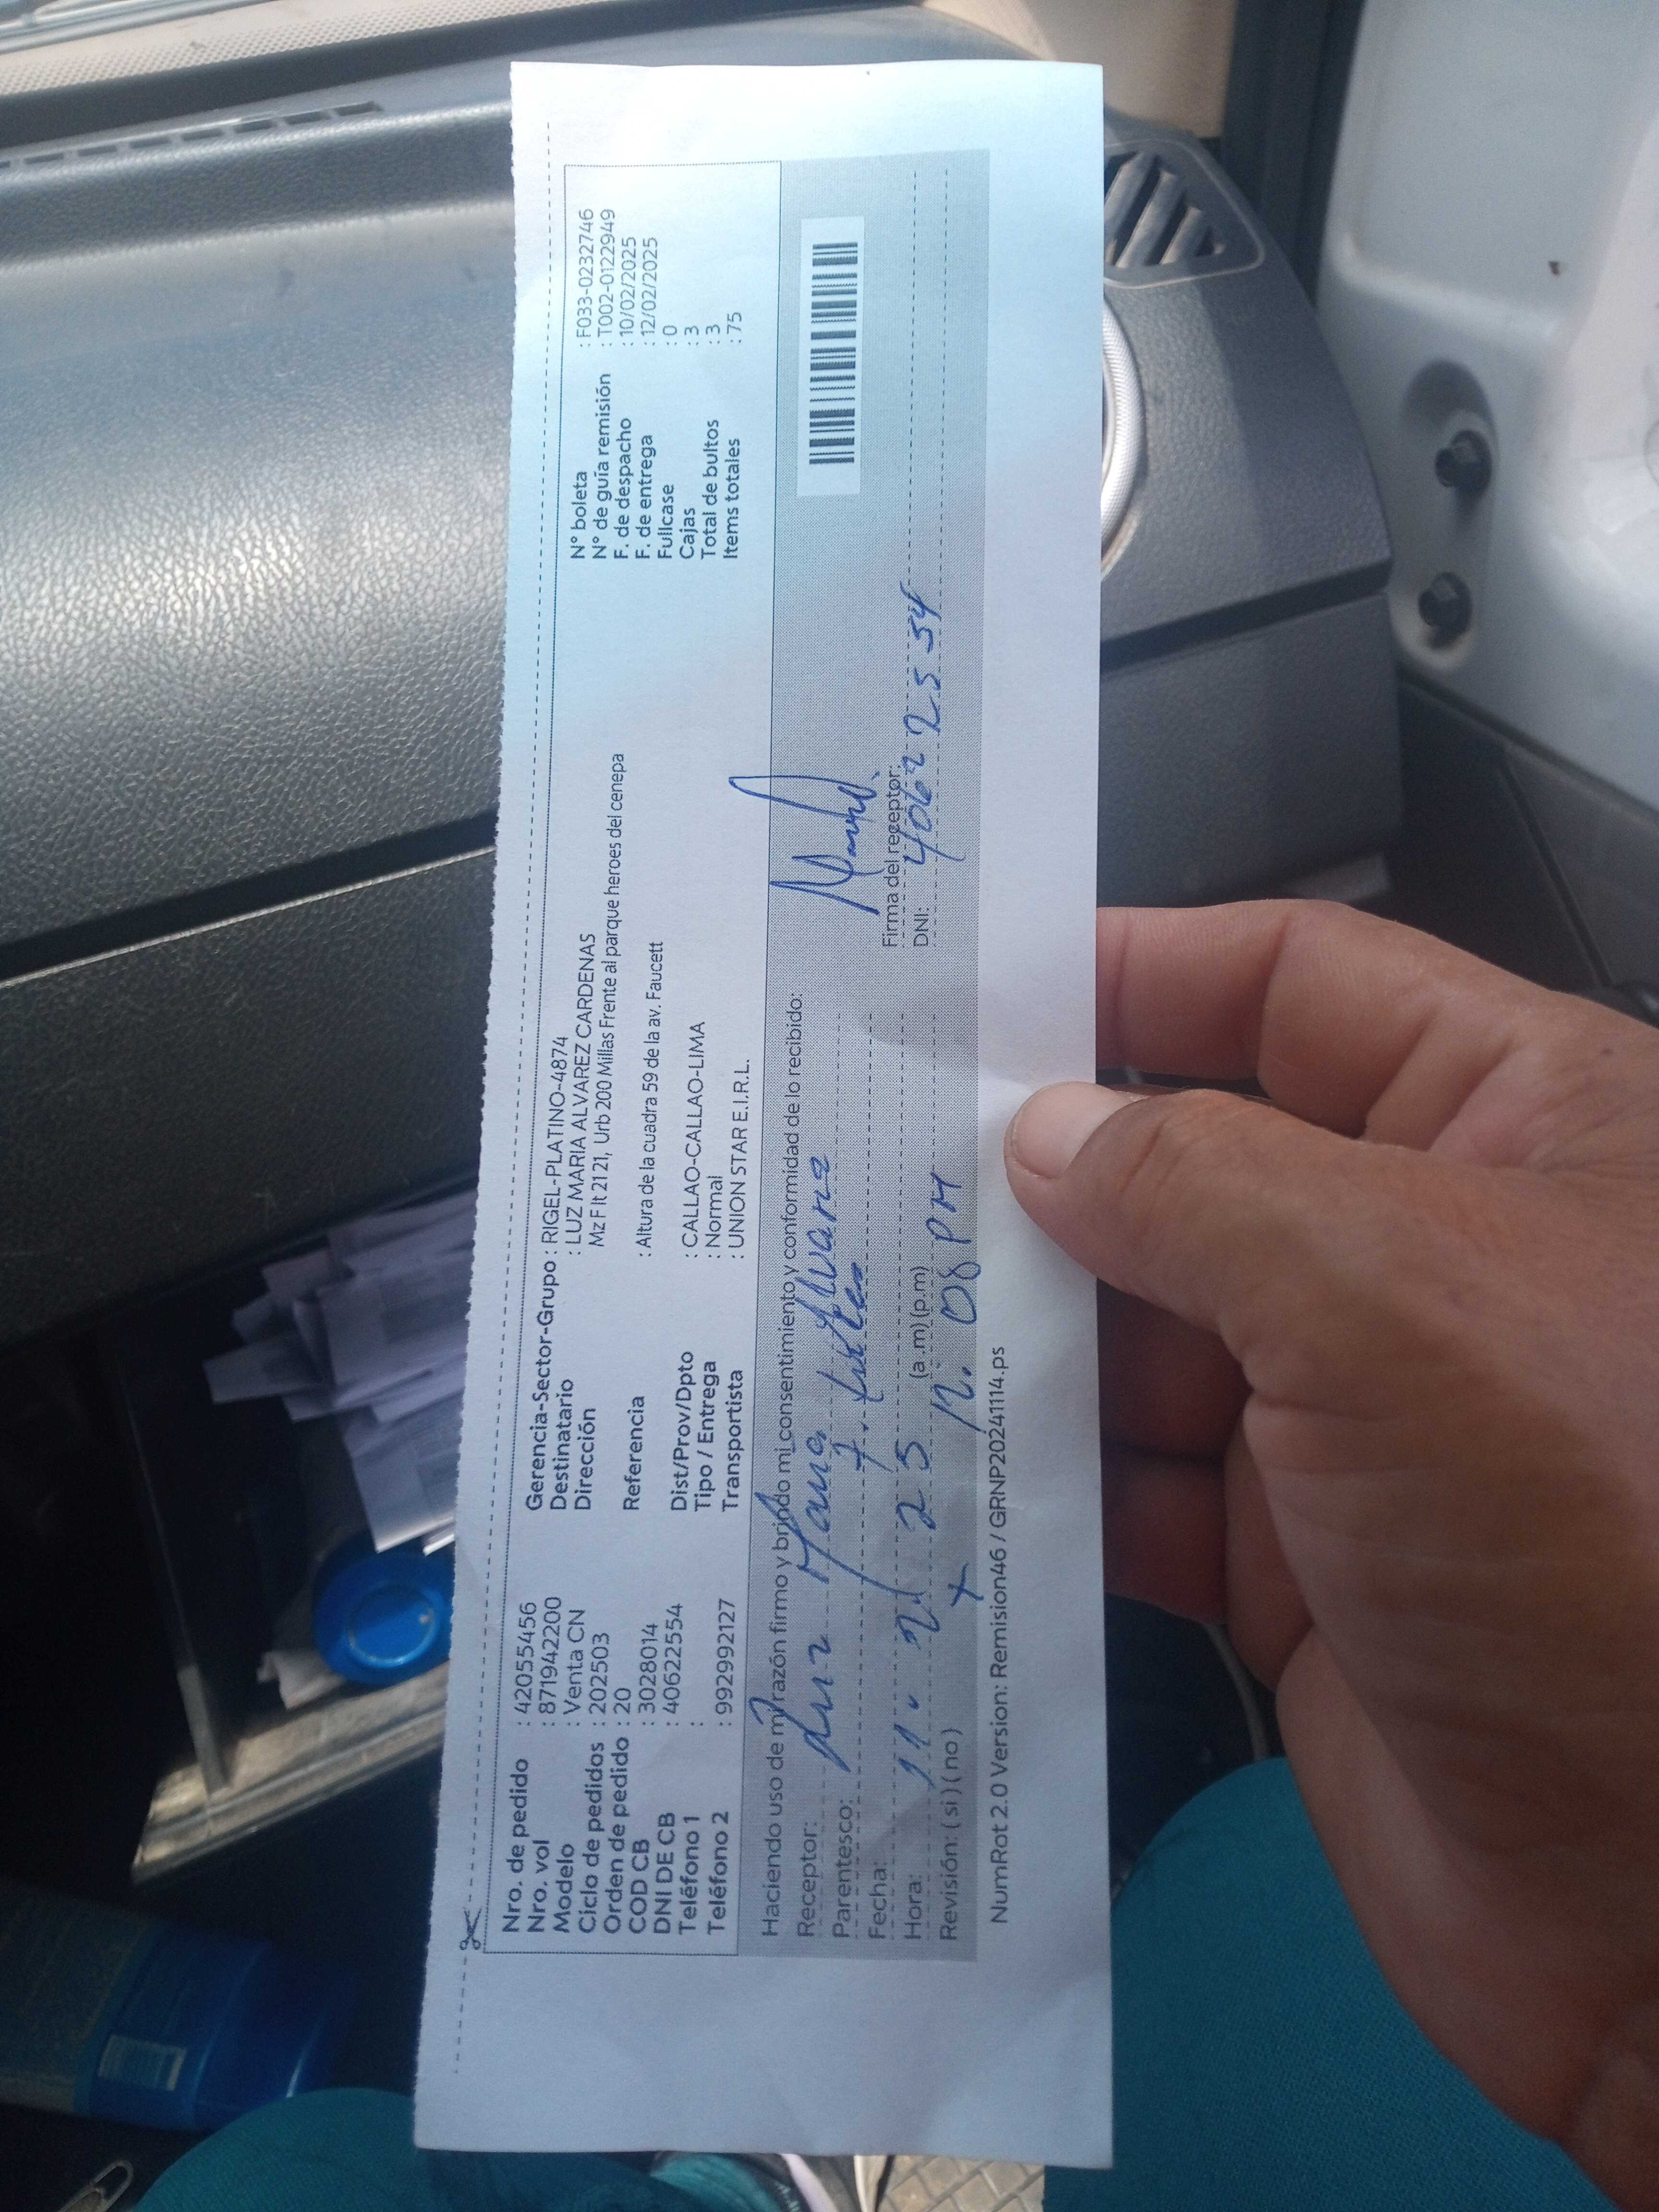 Nro. de pedido : 42055456
Nro. vol : 871942200
Modelo : Venta CN
Ciclo de pedidos : 202503
Orden de pedido : 20
COD CB : 3028014
DNI DE CB : 40622554
Teléfono 1 :
Teléfono 2 : 992992127
Gerencia-Sector-Grupo : RIGEL-PLATINO-4874
Destinatario : LUZ MARIA ALVAREZ CARDENAS
Dirección Mz F lt 21 21, Urb 200 Millas Frente al parque heroes del cenepa
Referencia : Altura de la cuadra 59 de la av. Faucett
Dist/Prov/Dpto : CALLAO-CALLAO-LIMA
Tipo / Entrega : Normal
Transportista : UNION STAR E.I.R.L.
N° boleta : F033-0232746
N° de guía remisión : T002-0122949
F. de despacho : 10/02/2025
F. de entrega : 12/02/2025
Fullcase : 0
Cajas : 3
Total de bultos : 3
Items totales : 75
Haciendo uso de mi razón firmo y brindo mi consentimiento y conformidad de lo recibido:
Receptor: Luz Maria Alvarez
Parentesco:
Fecha:
Hora: (a.m) (p.m) 12:08 PM
Revisión: ( si ) ( no )
Firma del receptor:
DNI: 40622554
NumRot 2.0 Version: Remision46 / GRNP20241114.ps